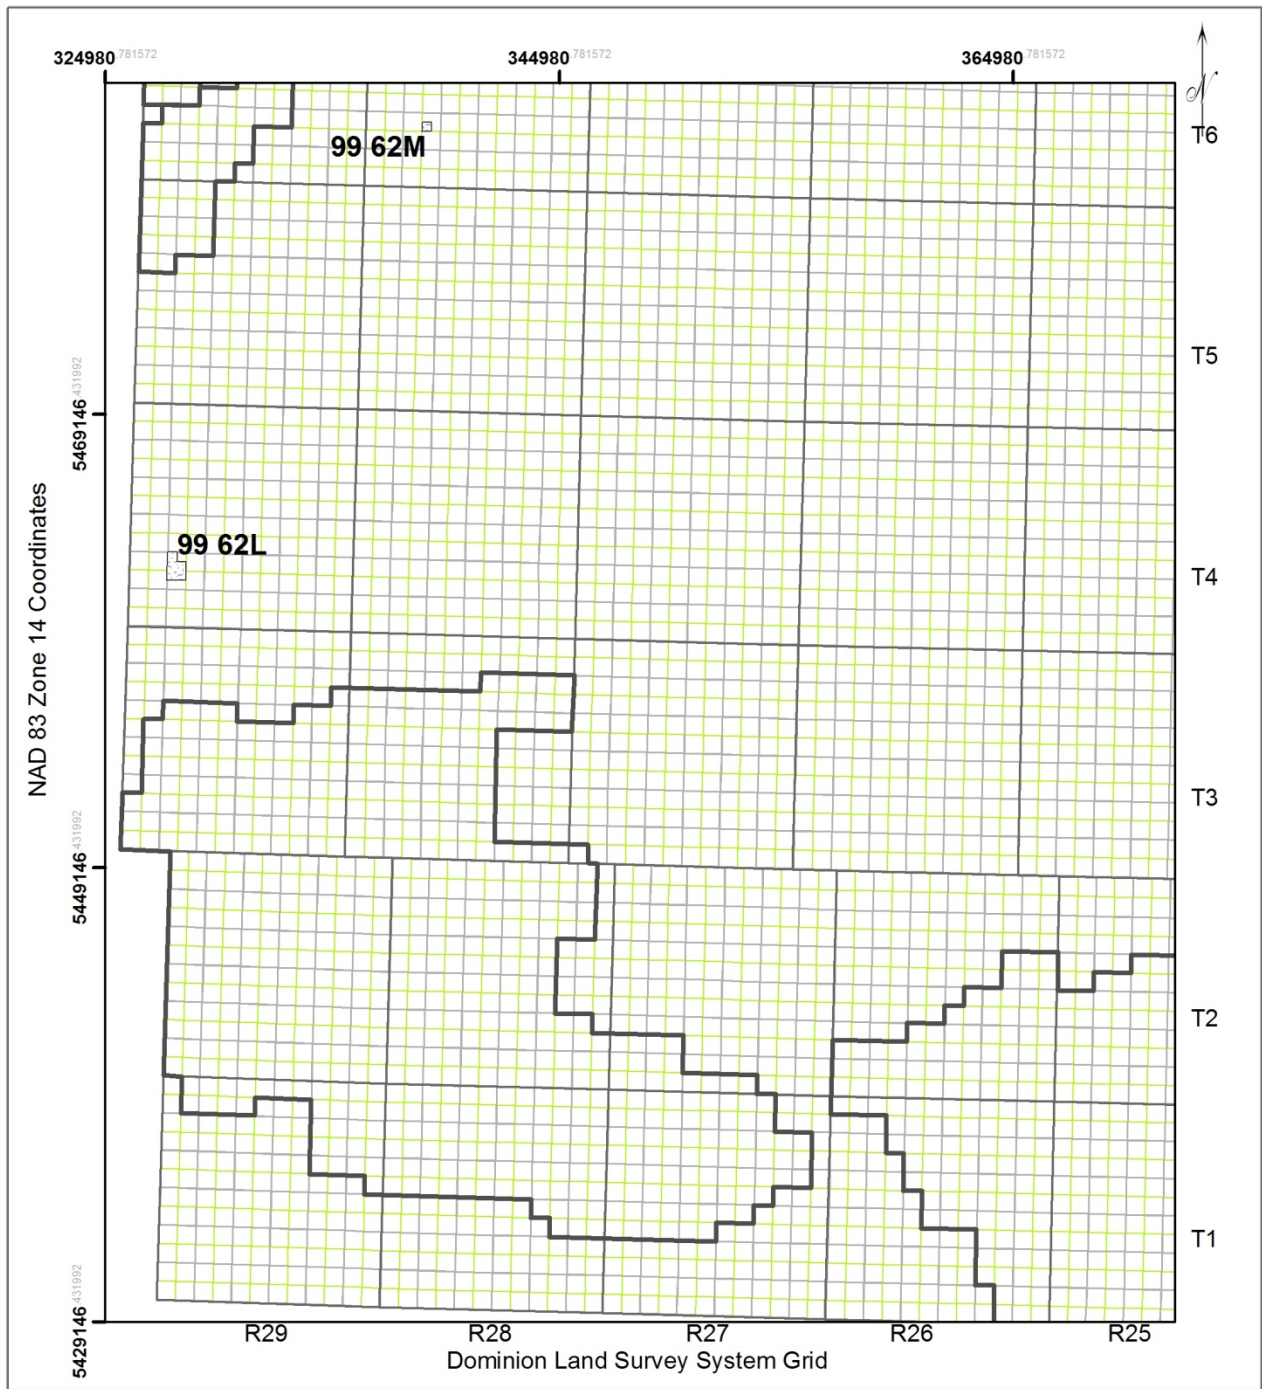 324980.781572 344980.781572 364980.781572
N
T6
99 62M
T5
5469146.431992
99 62L
T4
NAD 83 Zone 14 Coordinates
T3
5449146.431992
T2
T1
5429146.431992
R29 R28 R27 R26 R25
Dominion Land Survey System Grid